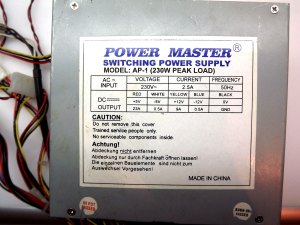 POWER MASTER®
SWITCHING POWER SUPPLY
MODEL: AP-1 (230W PEAK LOAD)
AC ~ INPUT VOLTAGE CURRENT FREQUENCY
230V~ 2.5A 50Hz
RED WHITE YELLOW BLUE BLACK
DC OUTPUT +5V -5V +12V -12V 0V
23A 0.5A 9A 0.5A GND
CAUTION:
Do not remove this cover
Trained service people only.
No serviceable components inside.
Achtung!
Abdeckung nicht entfernen
Abdeckung nur durch Fachkraft öffnen lassen!
Die einzelnen Bauelemente sind nicht zum
Auswechsel Vorgesehen!
MADE IN CHINA